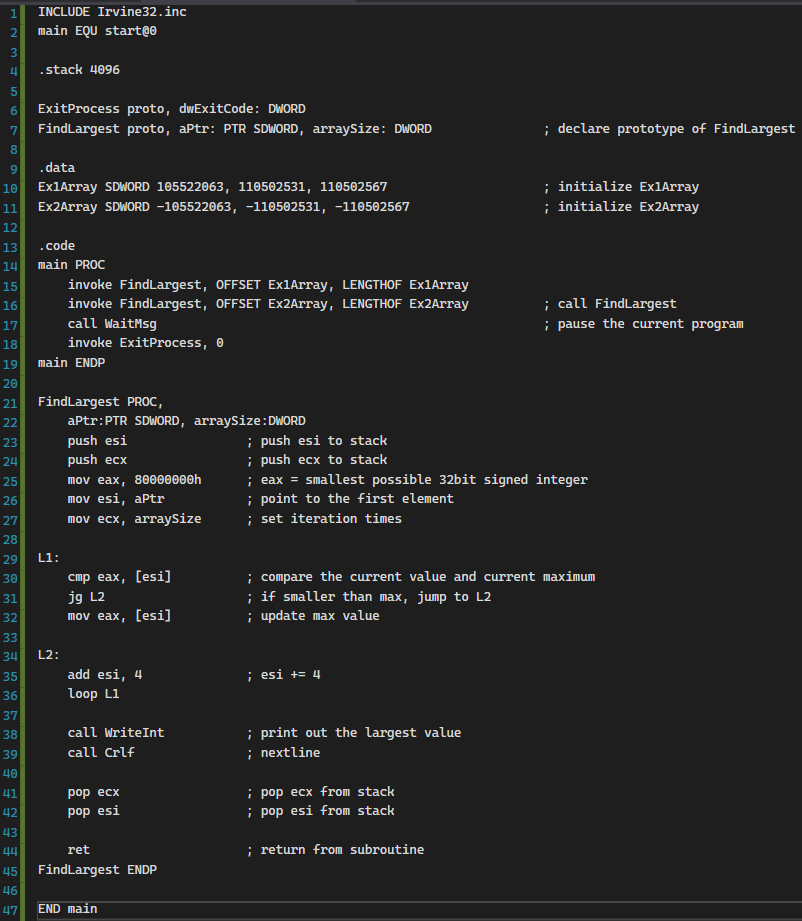 1 INCLUDE Irvine32.inc
2 main EQU start@0
3
4 .stack 4096
5
6 ExitProcess proto, dwExitCode: DWORD
7 FindLargest proto, aPtr: PTR SDWORD, arraySize: DWORD ; declare prototype of FindLargest
8
9 .data
10 Ex1Array SDWORD 105522063, 110502531, 110502567 ; initialize Ex1Array
11 Ex2Array SDWORD -105522063, -110502531, -110502567 ; initialize Ex2Array
12
13 .code
14 main PROC
15 invoke FindLargest, OFFSET Ex1Array, LENGTHOF Ex1Array
16 invoke FindLargest, OFFSET Ex2Array, LENGTHOF Ex2Array ; call FindLargest
17 call WaitMsg ; pause the current program
18 invoke ExitProcess, 0
19 main ENDP
20
21 FindLargest PROC,
22 aPtr:PTR SDWORD, arraySize:DWORD
23 push esi ; push esi to stack
24 push ecx ; push ecx to stack
25 mov eax, 80000000h ; eax = smallest possible 32bit signed integer
26 mov esi, aPtr ; point to the first element
27 mov ecx, arraySize ; set iteration times
28
29 L1:
30 cmp eax, [esi] ; compare the current value and current maximum
31 jg L2 ; if smaller than max, jump to L2
32 mov eax, [esi] ; update max value
33
34 L2:
35 add esi, 4 ; esi += 4
36 loop L1
37
38 call WriteInt ; print out the largest value
39 call Crlf ; nextline
40
41 pop ecx ; pop ecx from stack
42 pop esi ; pop esi from stack
43
44 ret ; return from subroutine
45 FindLargest ENDP
46
47 END main